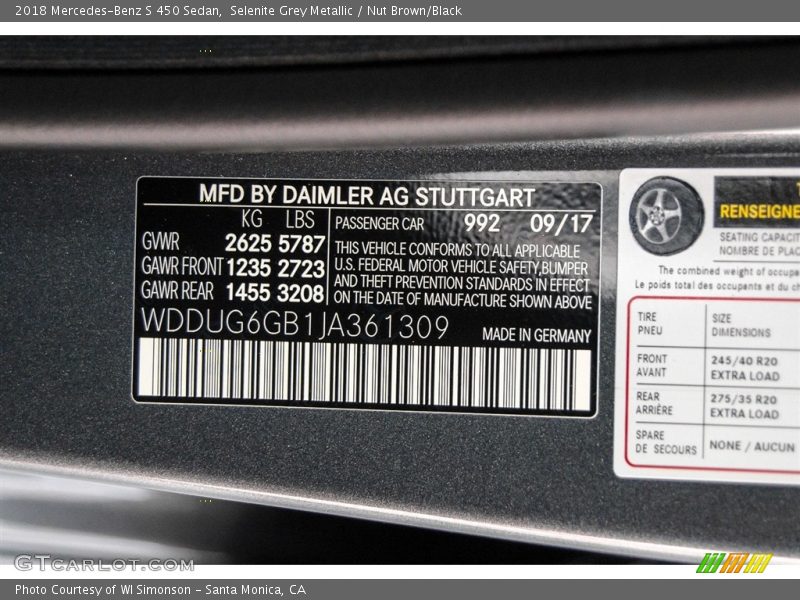 2018 Mercedes-Benz S 450 Sedan, Selenite Grey Metallic / Nut Brown/Black
MFD BY DAIMLER AG STUTTGART
KG LBS
GVWR 2625 5787
GAWR FRONT 1235 2723
GAWR REAR 1455 3208
PASSENGER CAR 992 09/17
THIS VEHICLE CONFORMS TO ALL APPLICABLE
U.S. FEDERAL MOTOR VEHICLE SAFETY,BUMPER
AND THEFT PREVENTION STANDARDS IN EFFECT
ON THE DATE OF MANUFACTURE SHOWN ABOVE
WDDUG6GB1JA361309
MADE IN GERMANY
RENSEIGNE
SEATING CAPACIT
NOMBRE DE PLAC
The combined weight of occupa
Le poids total des occupants et du ch
TIRE SIZE
PNEU DIMENSIONS
FRONT 245/40 R20
AVANT EXTRA LOAD
REAR 275/35 R20
ARRIÈRE EXTRA LOAD
SPARE
DE SECOURS NONE / AUCUN
GTcarlot.com
Photo Courtesy of WI Simonson – Santa Monica, CA